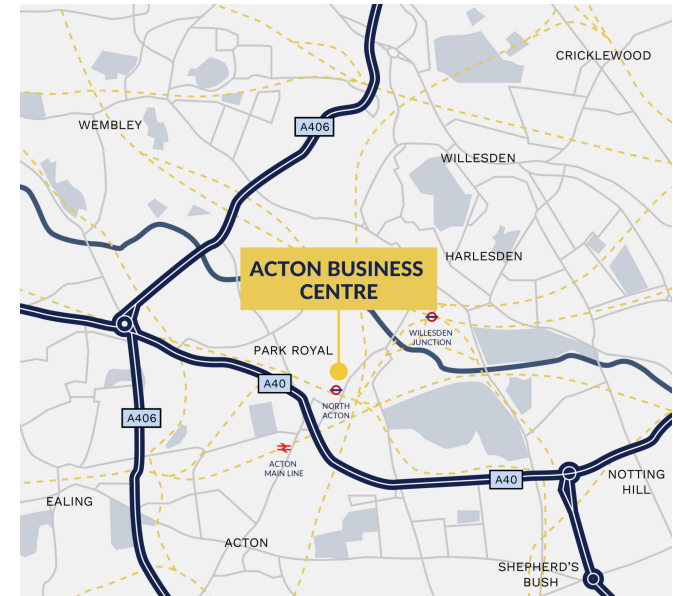 CRICKLEWOOD
WEMBLEY
A406
WILLESDEN
HARLESDEN
ACTON BUSINESS
CENTRE
WILLESDEN
JUNCTION
PARK ROYAL
A40
NORTH
ACTON
A406
ACTON
MAIN LINE
A40
NOTTING
HILL
EALING
ACTON
SHEPHERD'S
BUSH